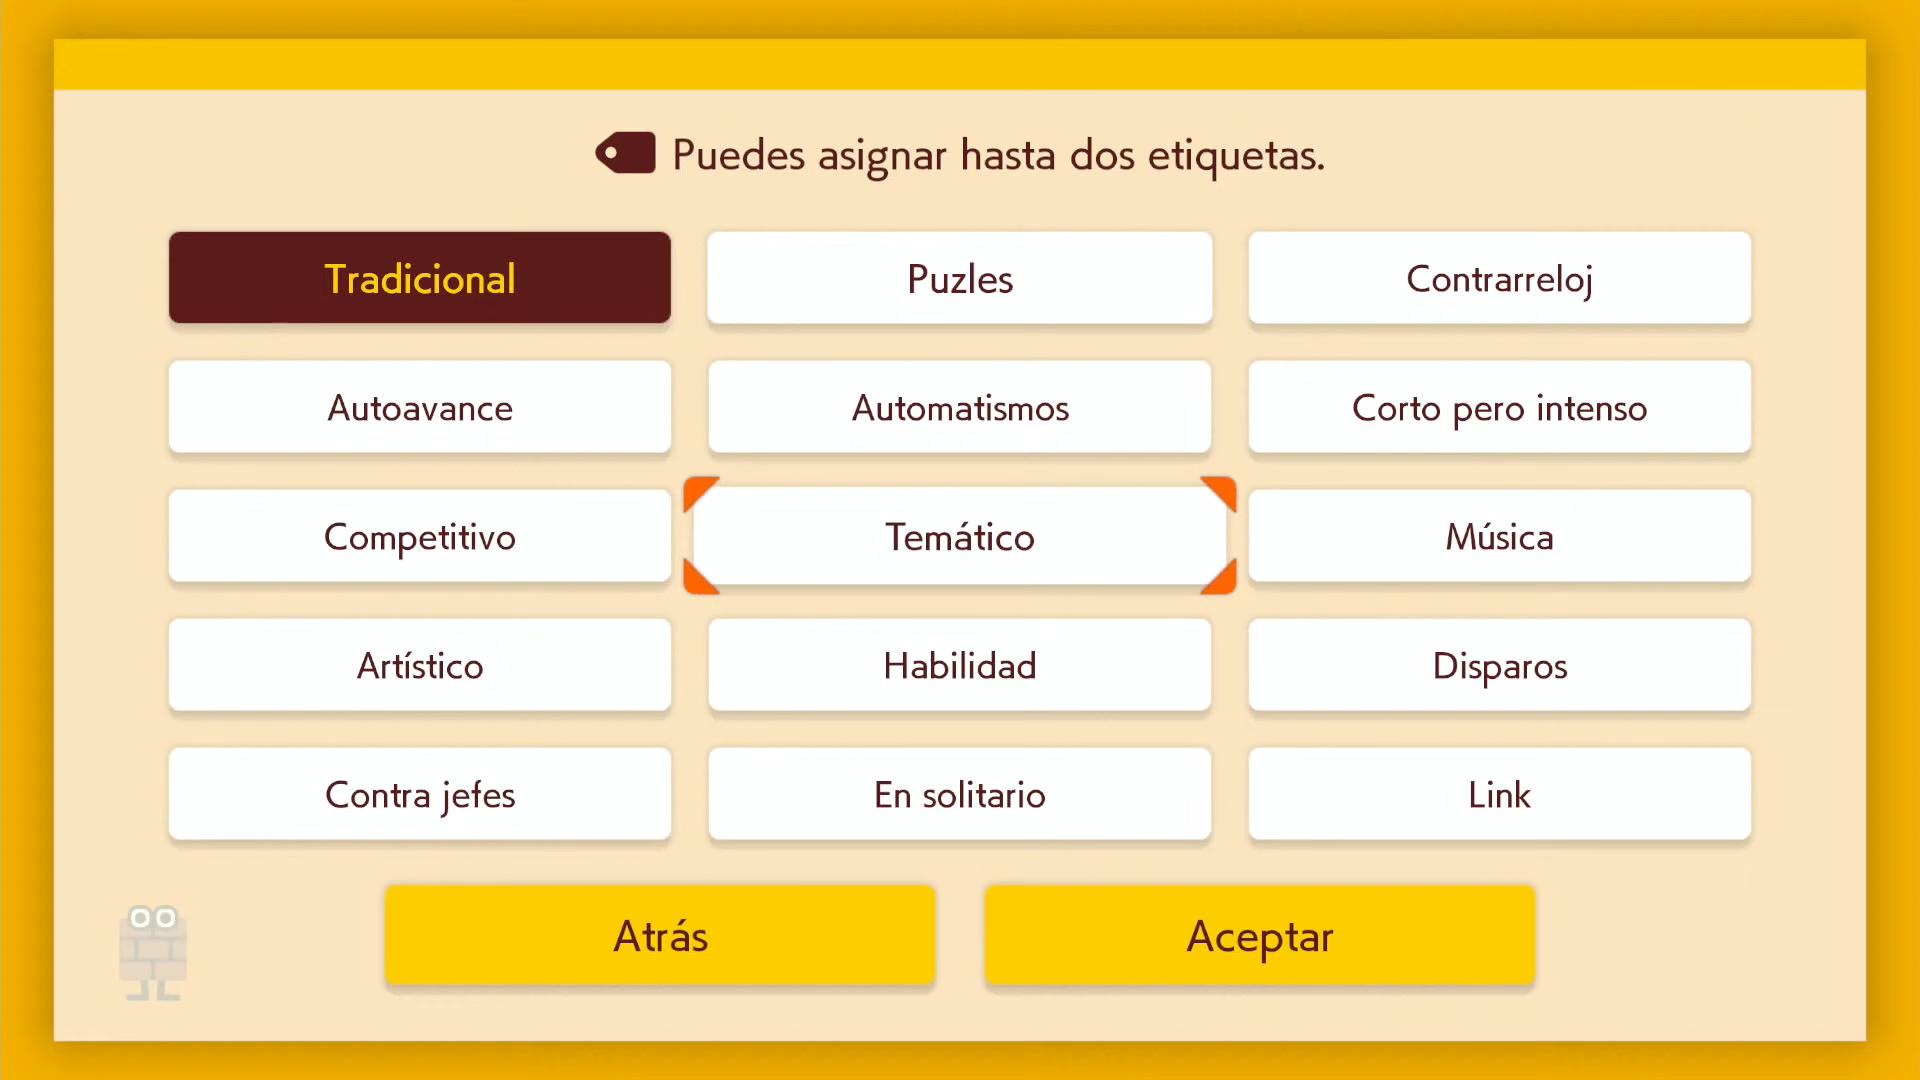 Puedes asignar hasta dos etiquetas.
Tradicional
Puzles
Contrarreloj
Autoavance
Automatismos
Corto pero intenso
Competitivo
Temático
Música
Artístico
Habilidad
Disparos
Contra jefes
En solitario
Link
Atrás
Aceptar